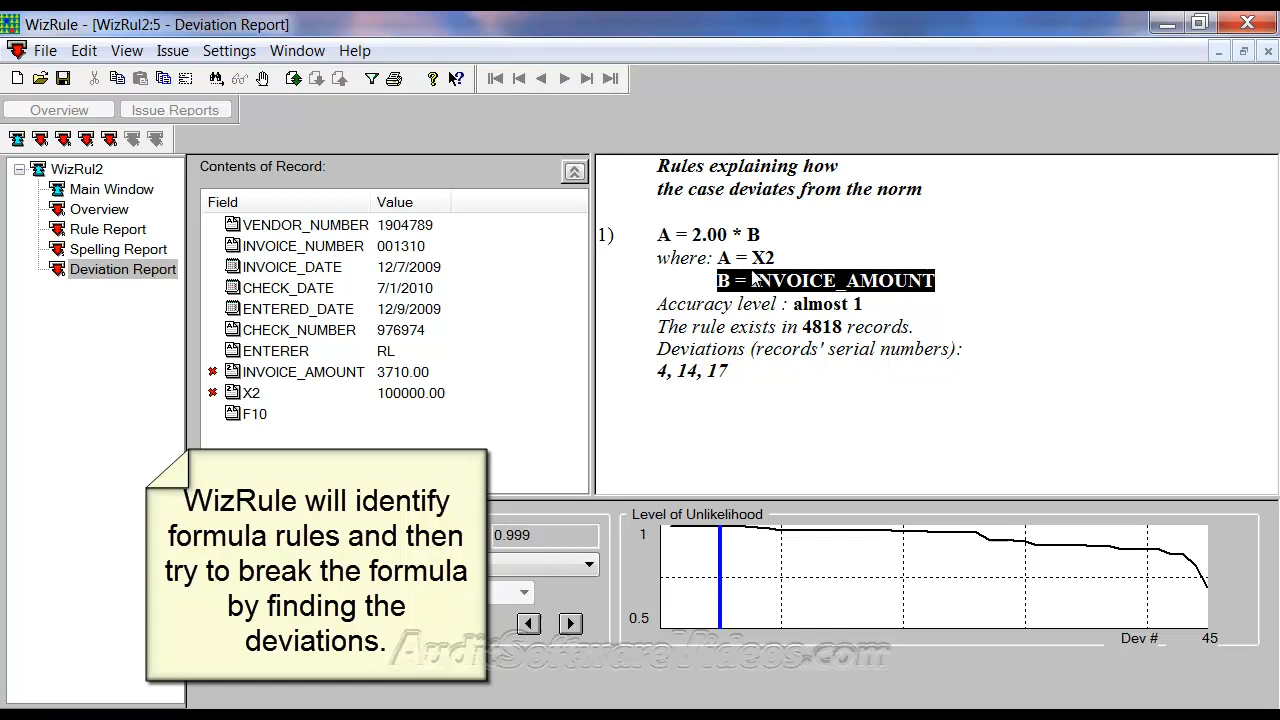 WizRule - [WizRul2:5 - Deviation Report]
File Edit View Issue Settings Window Help
Overview Issue Reports
WizRul2
Main Window
Overview
Rule Report
Spelling Report
Deviation Report
Contents of Record:
Field Value
VENDOR_NUMBER 1904789
INVOICE_NUMBER 001310
INVOICE_DATE 12/7/2009
CHECK_DATE 7/1/2010
ENTERED_DATE 12/9/2009
CHECK_NUMBER 976974
ENTERER RL
INVOICE_AMOUNT 3710.00
X2 100000.00
F10
Rules explaining how
the case deviates from the norm
1) A = 2.00 * B
where: A = X2
B = INVOICE_AMOUNT
Accuracy level : almost 1
The rule exists in 4818 records.
Deviations (records' serial numbers):
4, 14, 17
WizRule will identify
formula rules and then
try to break the formula
by finding the
deviations.
0.999
Level of Unlikelihood
1
0.5
Dev # 45
AuditSoftwareVideos.com